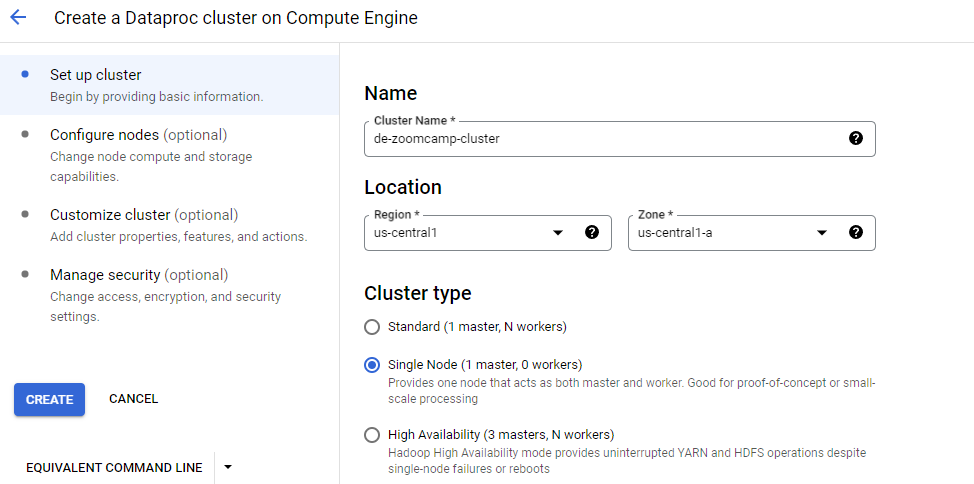 Create a Dataproc cluster on Compute Engine
Set up cluster
Begin by providing basic information.
Configure nodes (optional)
Change node compute and storage
capabilities.
Customize cluster (optional)
Add cluster properties, features, and actions.
Manage security (optional)
Change access, encryption, and security
settings.
CREATE
CANCEL
EQUIVALENT COMMAND LINE
Name
Cluster Name *
de-zoomcamp-cluster
Location
Region *
us-central1
Zone *
us-central1-a
Cluster type
Standard (1 master, N workers)
Single Node (1 master, 0 workers)
Provides one node that acts as both master and worker. Good for proof-of-concept or small-
scale processing
High Availability (3 masters, N workers)
Hadoop High Availability mode provides uninterrupted YARN and HDFS operations despite
single-node failures or reboots